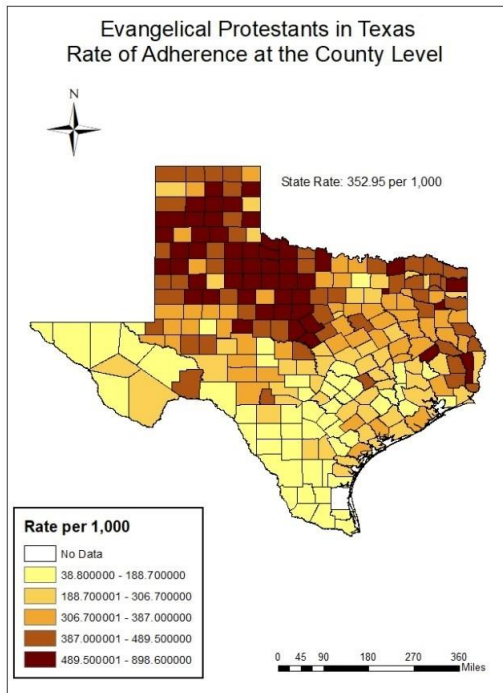 Evangelical Protestants in Texas
Rate of Adherence at the County Level
N
State Rate: 352.95 per 1,000
Rate per 1,000
No Data
38.800000 - 188.700000
188.700001 - 306.700000
306.700001 - 387.000000
387.000001 - 489.500000
489.500001 - 898.600000
0 45 90 180 270 360
Miles